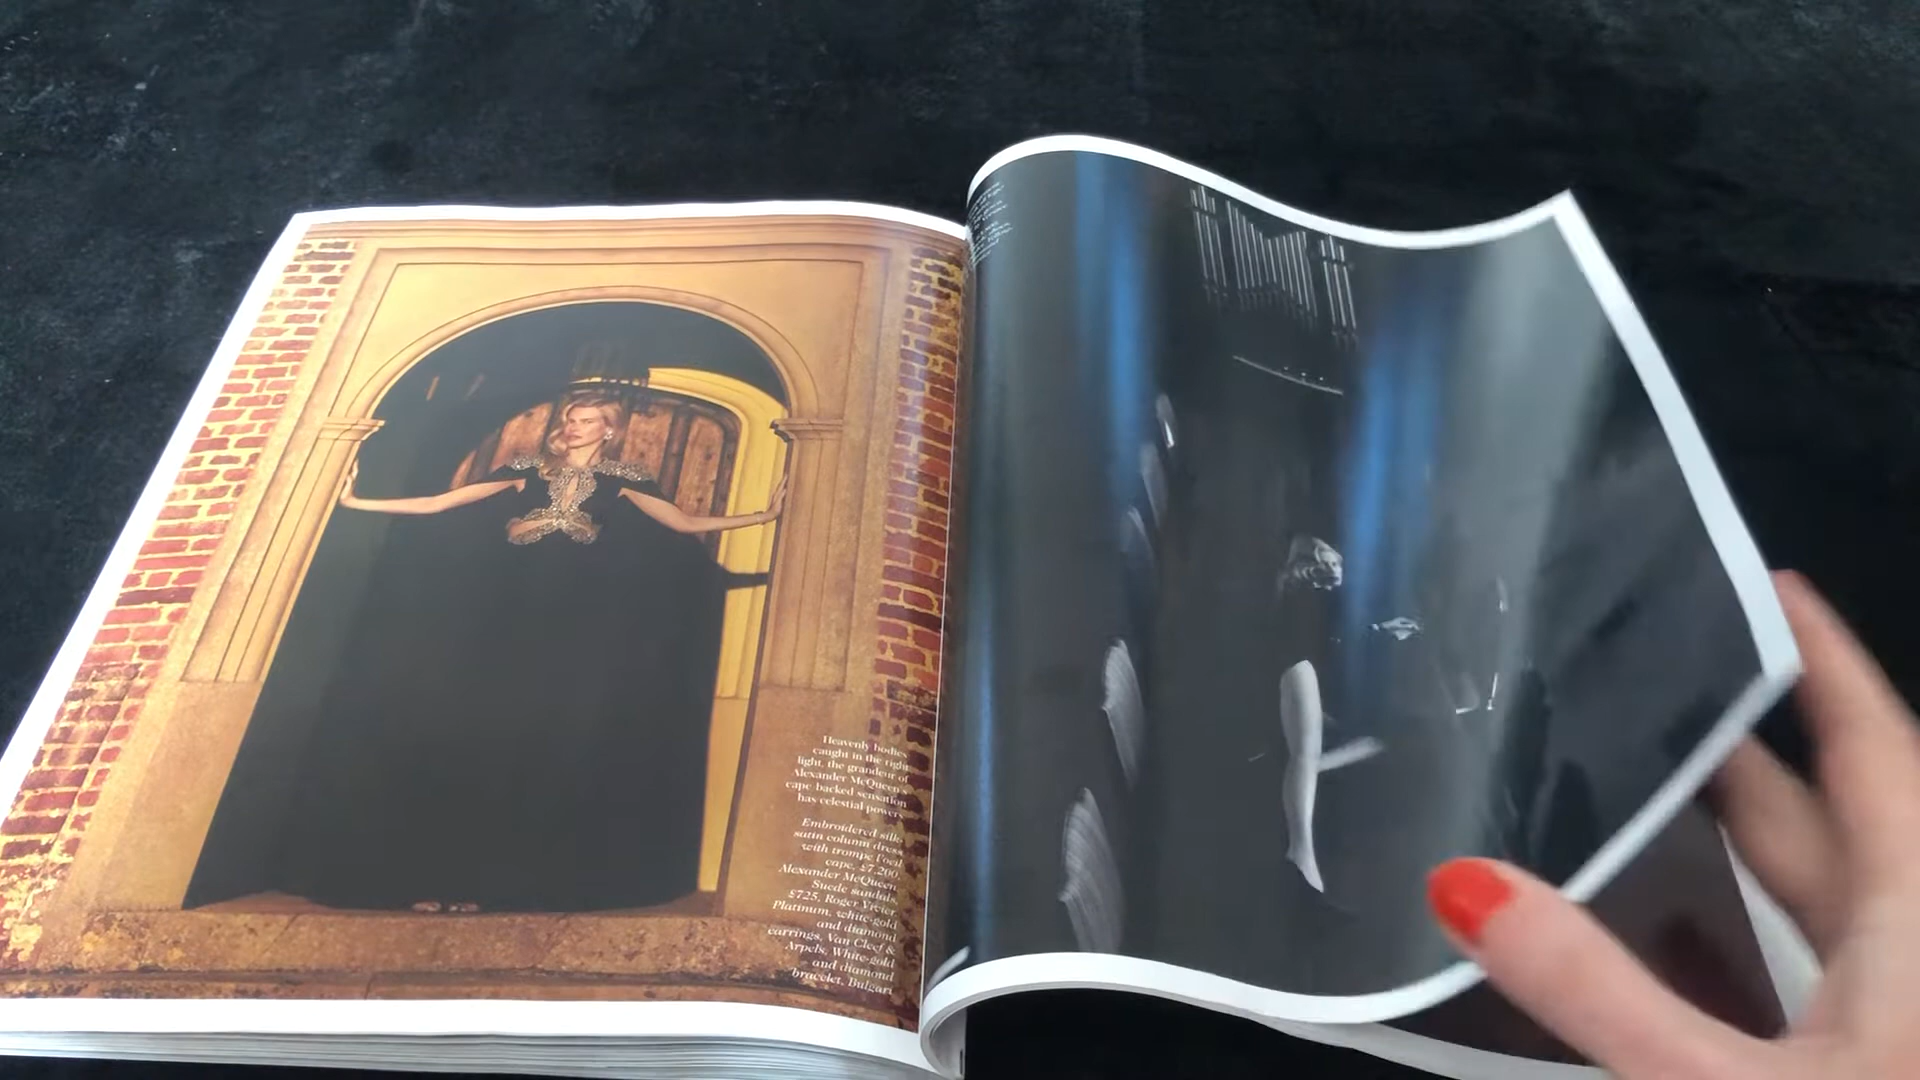 Heavenly bodies
caught in the right
light, the grandeur of
Alexander McQueen's
cape backed sensation
has celestial powers
Embroidered silk-
satin column dress
with trompe l'oeil
cape, £7,200,
Alexander McQueen.
Suede sandals,
£725, Roger Vivier.
Platinum, white-gold
and diamond
earrings, Van Cleef &
Arpels. White-gold
and diamond
bracelet, Bulgari